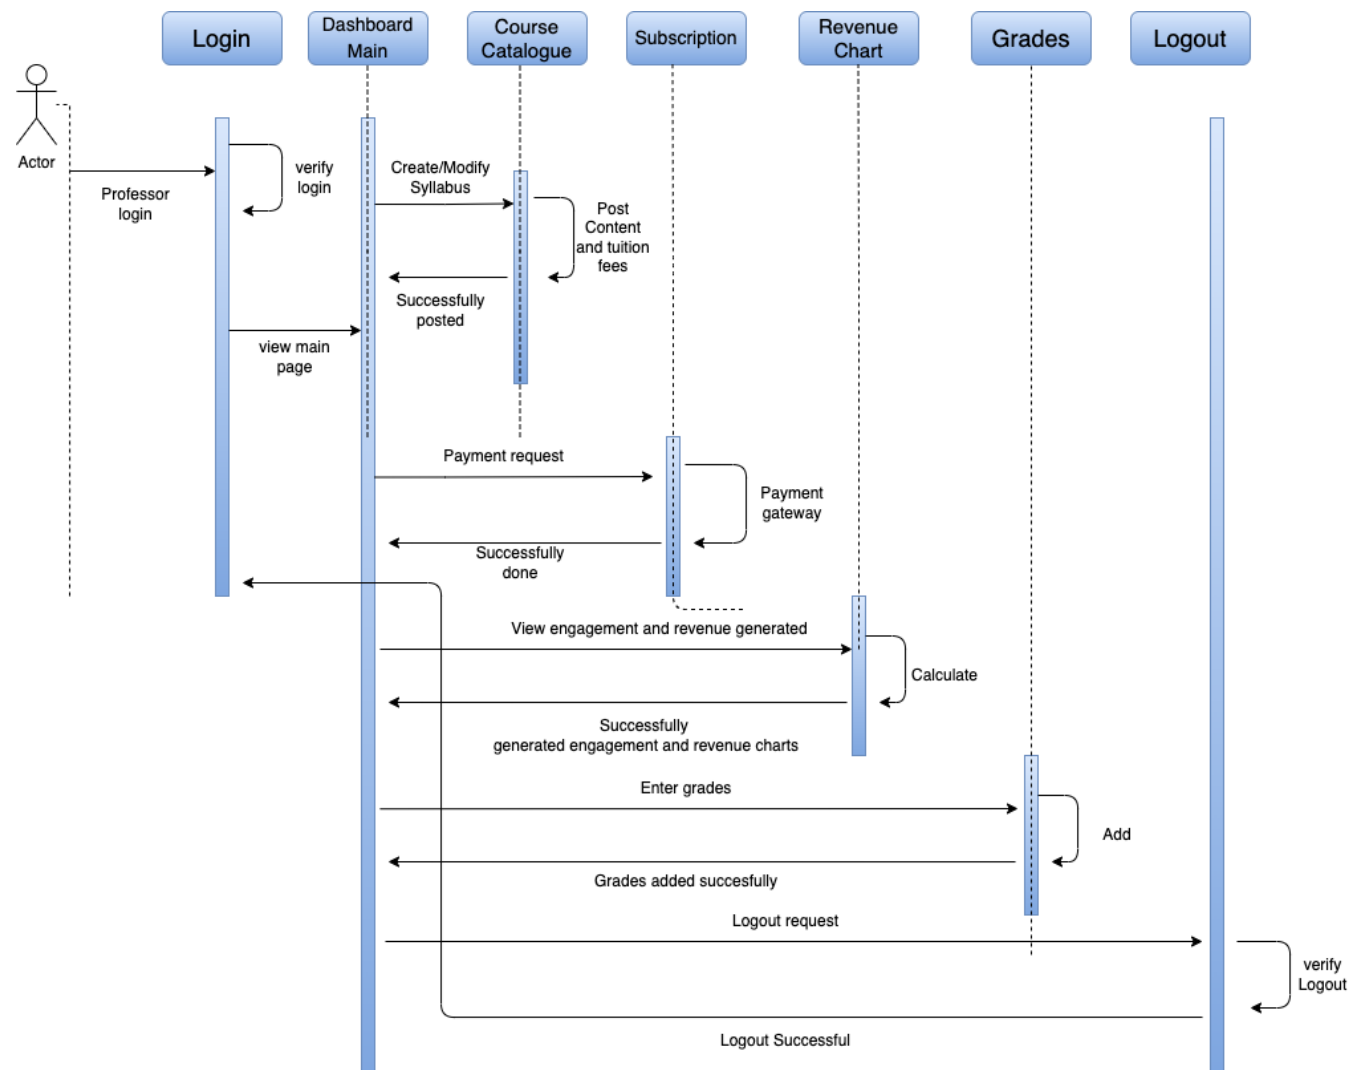 Login
Dashboard
Main
Course
Catalogue
Subscription
Revenue
Chart
Grades
Logout
Actor
Professor
login
verify
login
Create/Modify
Syllabus
Post
Content
and tuition
fees
Successfully
posted
view main
page
Payment request
Payment
gateway
Successfully
done
View engagement and revenue generated
Calculate
Successfully
generated engagement and revenue charts
Enter grades
Add
Grades added succesfully
Logout request
verify
Logout
Logout Successful